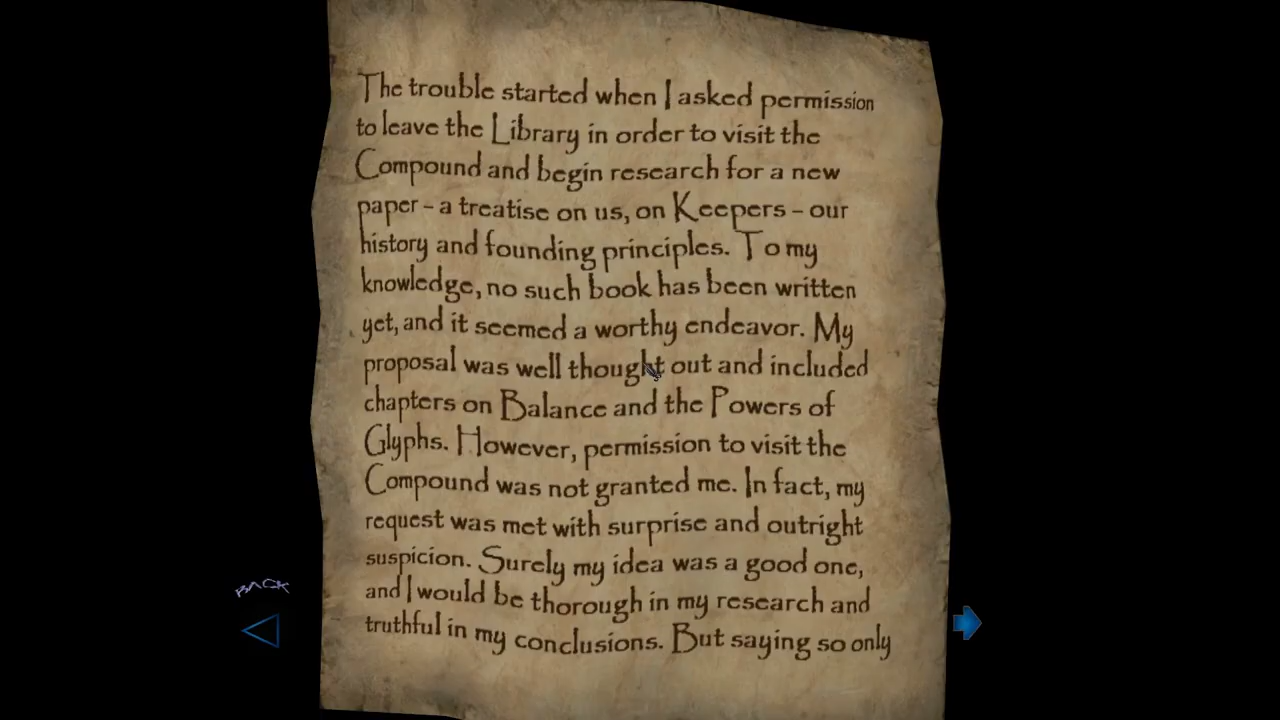 The trouble started when I asked permission
to leave the Library in order to visit the
Compound and begin research for a new
paper - a treatise on us, on Keepers - our
history and founding principles. To my
knowledge, no such book has been written
yet, and it seemed a worthy endeavor. My
proposal was well thought out and included
chapters on Balance and the Powers of
Glyphs. However, permission to visit the
Compound was not granted me. In fact, my
request was met with surprise and outright
suspicion. Surely my idea was a good one,
and I would be thorough in my research and
truthful in my conclusions. But saying so only
BACK